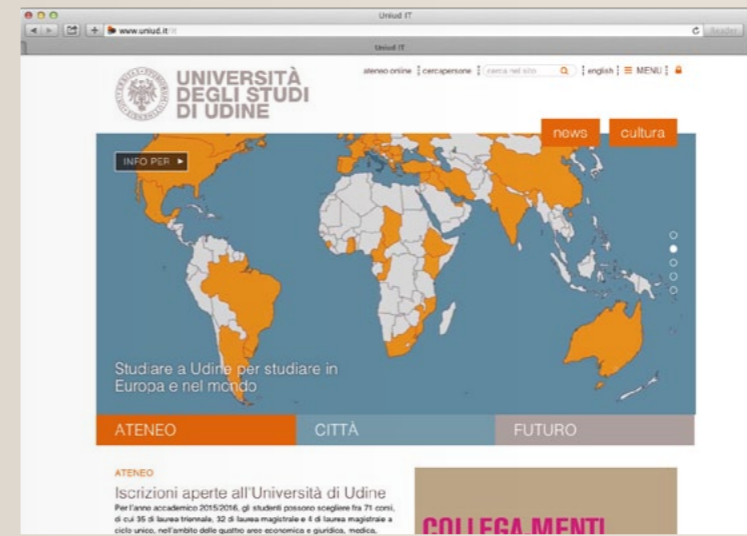 Uniud IT
www.uniud.it/it
Reader
Uniud IT
UNIVERSITÀ
DEGLI STUDI
DI UDINE
ateneo online cercapersone cerca nel sito english MENU
news cultura
INFO PER
Studiare a Udine per studiare in
Europa e nel mondo
ATENEO CITTÀ FUTURO
ATENEO
Iscrizioni aperte all'Università di Udine
Per l'anno accademico 2015/2016, gli studenti possono scegliere fra 71 corsi,
di cui 35 di laurea triennale, 32 di laurea magistrale e 4 di laurea magistrale a
ciclo unico, nell'ambito delle quattro aree economica e giuridica, medica,
COLLEGA-MENTI